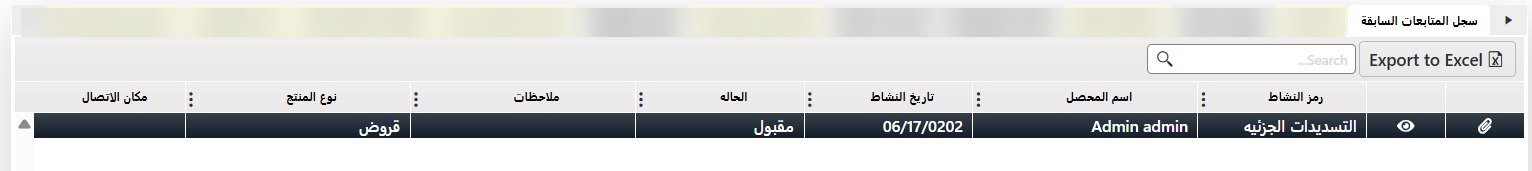 سجل المتابعات السابقة
Export to Excel
Search...
رمز النشاط اسم المحصل تاريخ النشاط الحاله ملاحظات نوع المنتج مكان الاتصال
التسديدات الجزئيه Admin admin 06/17/0202 مقبول قروض